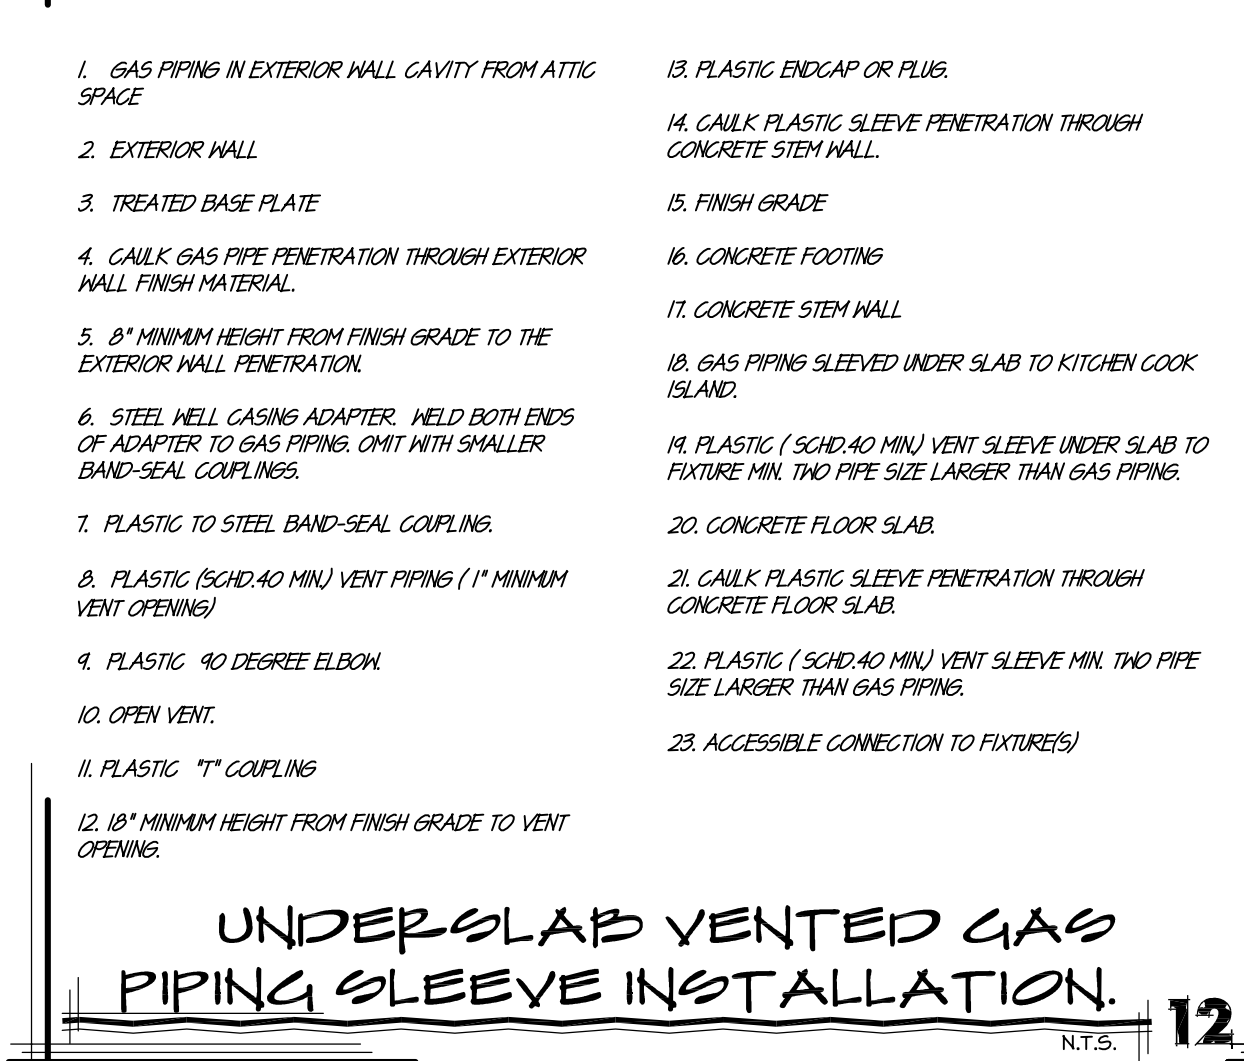 1. GAS PIPING IN EXTERIOR WALL CAVITY FROM ATTIC
SPACE
2. EXTERIOR WALL
3. TREATED BASE PLATE
4. CAULK GAS PIPE PENETRATION THROUGH EXTERIOR
WALL FINISH MATERIAL.
5. 8" MINIMUM HEIGHT FROM FINISH GRADE TO THE
EXTERIOR WALL PENETRATION.
6. STEEL WELL CASING ADAPTER. WELD BOTH ENDS
OF ADAPTER TO GAS PIPING. OMIT WITH SMALLER
BAND-SEAL COUPLINGS.
7. PLASTIC TO STEEL BAND-SEAL COUPLING.
8. PLASTIC (SCHD.40 MIN.) VENT PIPING ( 1" MINIMUM
VENT OPENING)
9. PLASTIC 90 DEGREE ELBOW.
10. OPEN VENT.
11. PLASTIC "T" COUPLING
12. 18" MINIMUM HEIGHT FROM FINISH GRADE TO VENT
OPENING.
13. PLASTIC ENDCAP OR PLUG.
14. CAULK PLASTIC SLEEVE PENETRATION THROUGH
CONCRETE STEM WALL.
15. FINISH GRADE
16. CONCRETE FOOTING
17. CONCRETE STEM WALL
18. GAS PIPING SLEEVED UNDER SLAB TO KITCHEN COOK
ISLAND.
19. PLASTIC ( SCHD.40 MIN.) VENT SLEEVE UNDER SLAB TO
FIXTURE MIN. TWO PIPE SIZE LARGER THAN GAS PIPING.
20. CONCRETE FLOOR SLAB.
21. CAULK PLASTIC SLEEVE PENETRATION THROUGH
CONCRETE FLOOR SLAB.
22. PLASTIC ( SCHD.40 MIN.) VENT SLEEVE MIN. TWO PIPE
SIZE LARGER THAN GAS PIPING.
23. ACCESSIBLE CONNECTION TO FIXTURE(S)
UNDERSLAB VENTED GAS
PIPING SLEEVE INSTALLATION.
12
N.T.S.